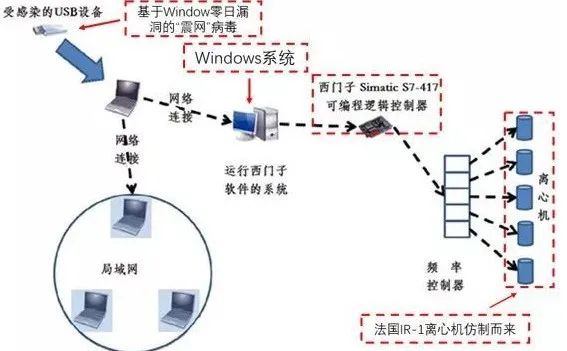 受感染的USB设备
基于Window零日漏
洞的“震网”病毒
Windows系统
西门子 Simatic S7-417
可编程逻辑控制器
网络
连接
网络
连接
运行西门子
软件的系统
离
心
机
局域网
频 率
控制器
法国IR-1离心机仿制而来